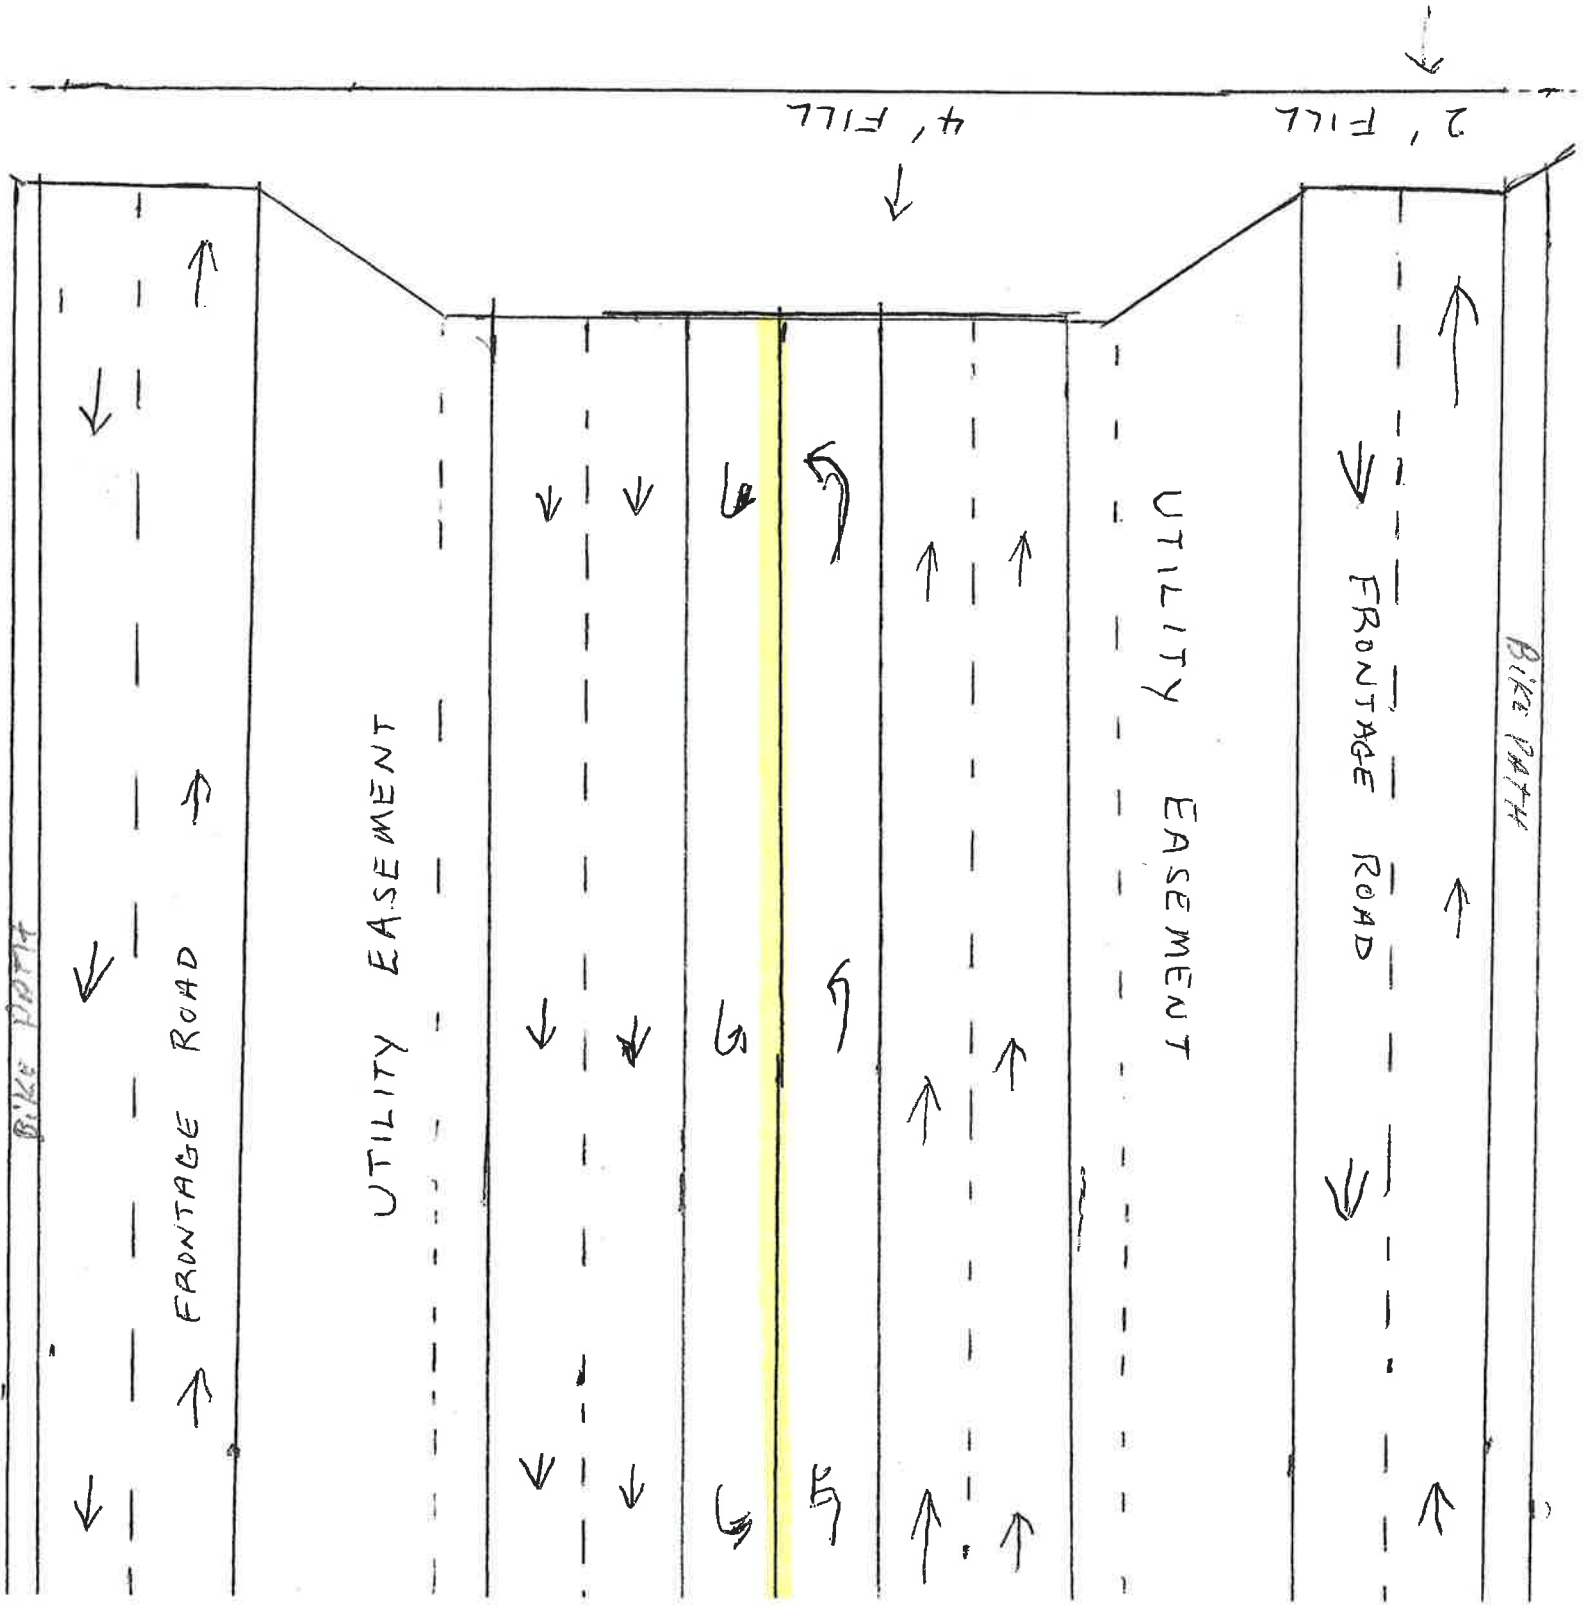 4' FILL
2' FILL
UTILITY EASEMENT
FRONTAGE ROAD
BiKE PATH
UTILITY EASEMENT
FRONTAGE ROAD
BiKE PATH